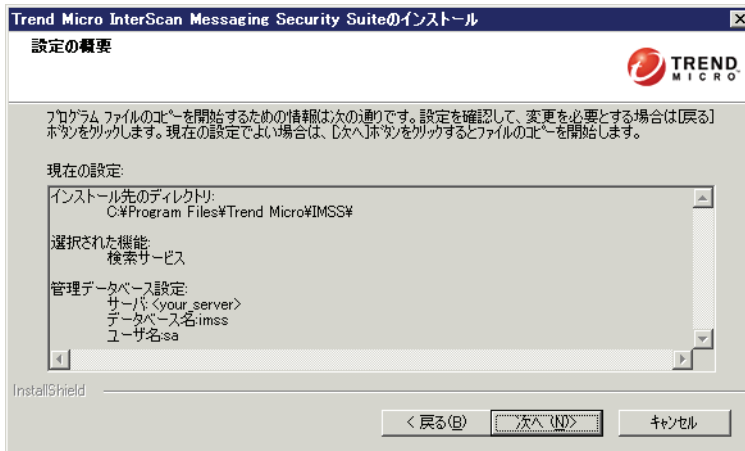 Trend Micro InterScan Messaging Security Suiteのインストール
設定の概要
TREND
MICRO
プログラム ファイルのコピーを開始するための情報は次の通りです。設定を確認して、変更を必要とする場合は[戻る]
ボタンをクリックします。現在の設定でよい場合は、[次へ]ボタンをクリックするとファイルのコピーを開始します。
現在の設定:
インストール先のディレクトリ:
C:¥Program Files¥Trend Micro¥IMSS¥
選択された機能:
検索サービス
管理データベース設定:
サーバ: <your_server>
データベース名:imss
ユーザ名:sa
InstallShield
< 戻る(B)
次へ (N)>
キャンセル